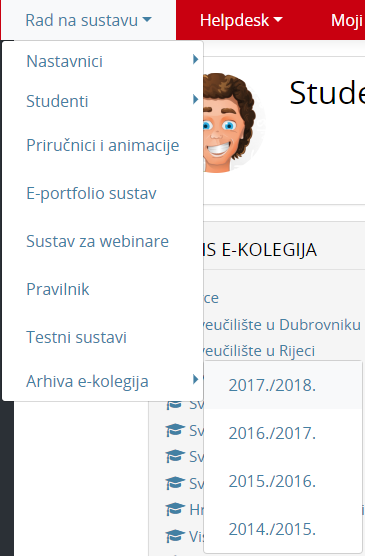 Rad na sustavu
Helpdesk
Moji
Nastavnici
Studenti
Priručnici i animacije
E-portfolio sustav
Sustav za webinare
Pravilnik
Testni sustavi
Arhiva e-kolegija
2017./2018.
2016./2017.
2015./2016.
2014./2015.
Stude
IS E-KOLEGIJA
ce
veučilište u Dubrovniku
veučilište u Rijeci
Sv
Sv
Sv
Sv
Hr
Vis